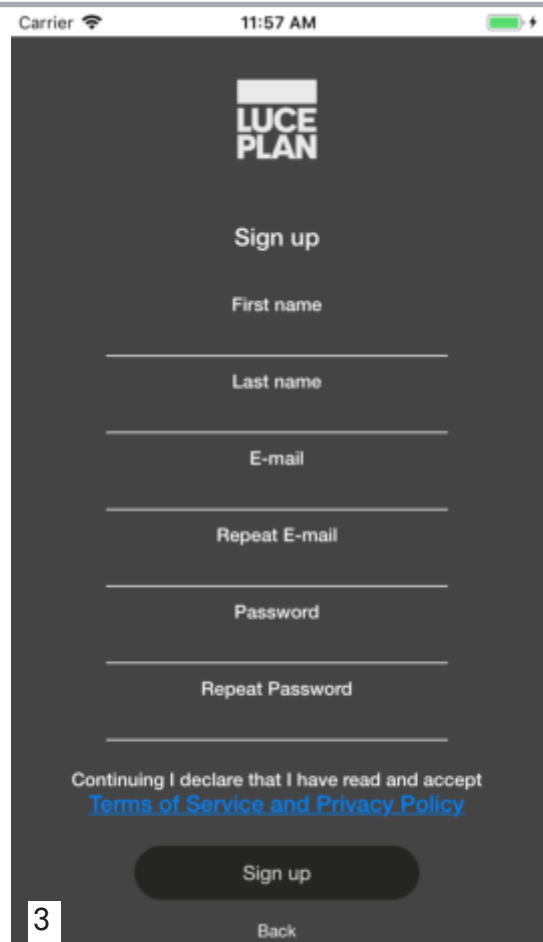 Carrier 11:57 AM
LUCE
PLAN
Sign up
First name
Last name
E-mail
Repeat E-mail
Password
Repeat Password
Continuing I declare that I have read and accept
Terms of Service and Privacy Policy
Sign up
3
Back